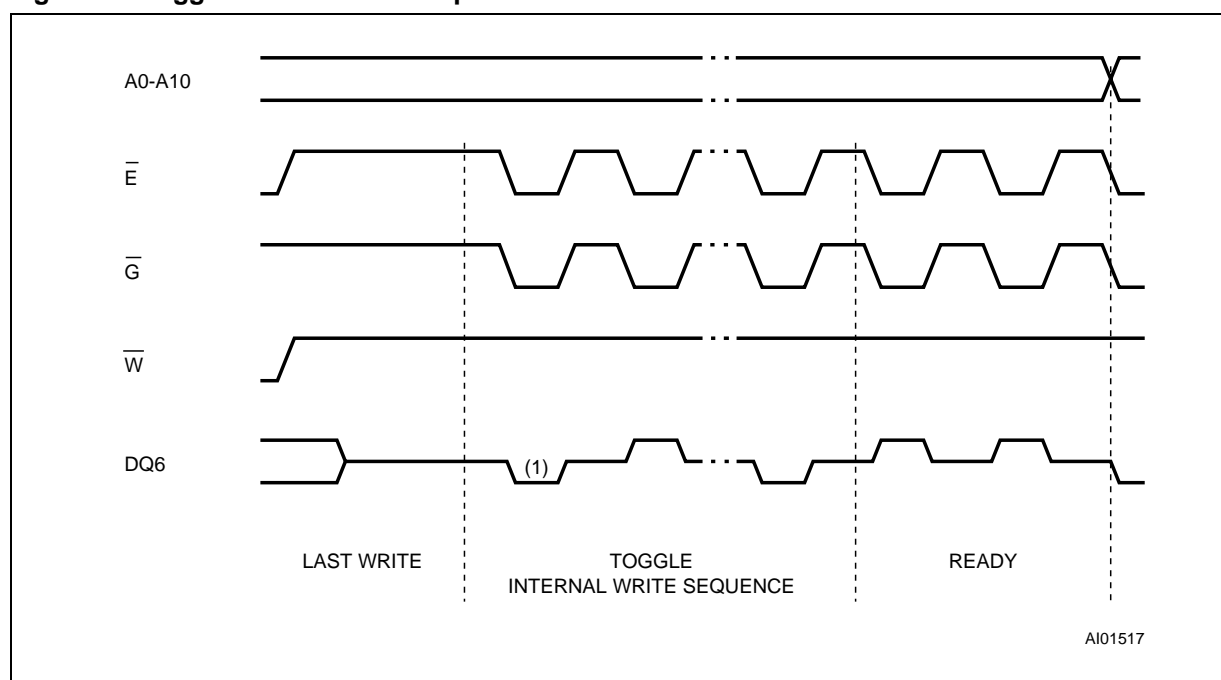 A0-A10
E
G
W
DQ6
(1)
LAST WRITE
TOGGLE
INTERNAL WRITE SEQUENCE
READY
AI01517